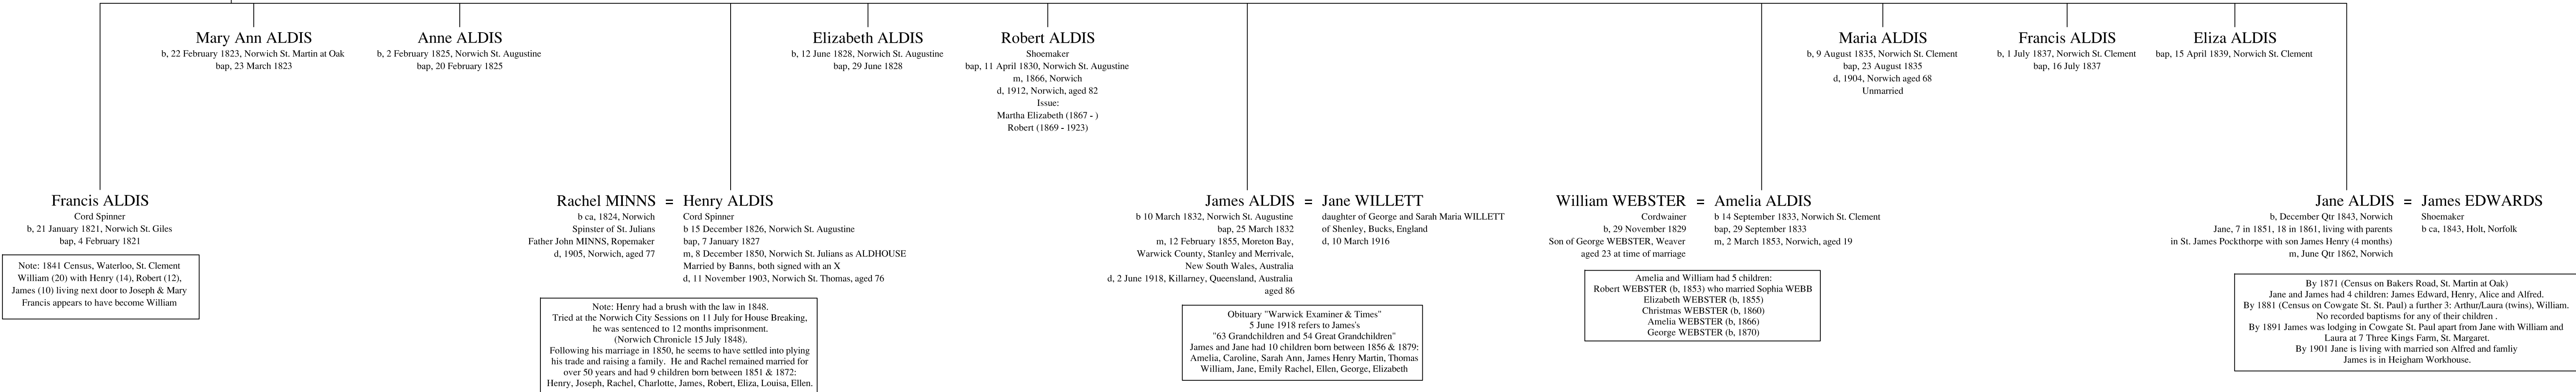 Mary Ann ALDIS
b, 22 February 1823, Norwich St. Martin at Oak
bap, 23 March 1823
Anne ALDIS
b, 2 February 1825, Norwich St. Augustine
bap, 20 February 1825
Elizabeth ALDIS
b, 12 June 1828, Norwich St. Augustine
bap, 29 June 1828
Robert ALDIS
Shoemaker
bap, 11 April 1830, Norwich St. Augustine
m, 1866, Norwich
d, 1912, Norwich, aged 82
Issue:
Martha Elizabeth (1867 - )
Robert (1869 - 1923)
Maria ALDIS
b, 9 August 1835, Norwich St. Clement
bap, 23 August 1835
d, 1904, Norwich aged 68
Unmarried
Francis ALDIS
b, 1 July 1837, Norwich St. Clement
bap, 16 July 1837
Eliza ALDIS
bap, 15 April 1839, Norwich St. Clement
Francis ALDIS
Cord Spinner
b, 21 January 1821, Norwich St. Giles
bap, 4 February 1821
Note: 1841 Census, Waterloo, St. Clement
William (20) with Henry (14), Robert (12),
James (10) living next door to Joseph & Mary
Francis appears to have become William
Rachel MINNS = Henry ALDIS
b ca, 1824, Norwich
Spinster of St. Julians
Father John MINNS, Ropemaker
d, 1905, Norwich, aged 77
Cord Spinner
b 15 December 1826, Norwich St. Augustine
bap, 7 January 1827
m, 8 December 1850, Norwich St. Julians as ALDHOUSE
Married by Banns, both signed with an X
d, 11 November 1903, Norwich St. Thomas, aged 76
Note: Henry had a brush with the law in 1848.
Tried at the Norwich City Sessions on 11 July for House Breaking,
he was sentenced to 12 months imprisonment.
(Norwich Chronicle 15 July 1848).
Following his marriage in 1850, he seems to have settled into plying
his trade and raising a family. He and Rachel remained married for
over 50 years and had 9 children born between 1851 & 1872:
Henry, Joseph, Rachel, Charlotte, James, Robert, Eliza, Louisa, Ellen.
James ALDIS = Jane WILLETT
b 10 March 1832, Norwich St. Augustine
bap, 25 March 1832
m, 12 February 1855, Moreton Bay,
Warwick County, Stanley and Merrivale,
New South Wales, Australia
d, 2 June 1918, Killarney, Queensland, Australia
aged 86
daughter of George and Sarah Maria WILLETT
of Shenley, Bucks, England
d, 10 March 1916
Obituary "Warwick Examiner & Times"
5 June 1918 refers to James's
"63 Grandchildren and 54 Great Grandchildren"
James and Jane had 10 children born between 1856 & 1879:
Amelia, Caroline, Sarah Ann, James Henry Martin, Thomas
William, Jane, Emily Rachel, Ellen, George, Elizabeth
William WEBSTER = Amelia ALDIS
Cordwainer
b, 29 November 1829
Son of George WEBSTER, Weaver
aged 23 at time of marriage
b 14 September 1833, Norwich St. Clement
bap, 29 September 1833
m, 2 March 1853, Norwich, aged 19
Amelia and William had 5 children:
Robert WEBSTER (b, 1853) who married Sophia WEBB
Elizabeth WEBSTER (b, 1855)
Christmas WEBSTER (b, 1860)
Amelia WEBSTER (b, 1866)
George WEBSTER (b, 1870)
Jane ALDIS = James EDWARDS
b, December Qtr 1843, Norwich
Jane, 7 in 1851, 18 in 1861, living with parents
in St. James Pockthorpe with son James Henry (4 months)
m, June Qtr 1862, Norwich
Shoemaker
b ca, 1843, Holt, Norfolk
By 1871 (Census on Bakers Road, St. Martin at Oak)
Jane and James had 4 children: James Edward, Henry, Alice and Alfred.
By 1881 (Census on Cowgate St. St. Paul) a further 3: Arthur/Laura (twins), William.
No recorded baptisms for any of their children .
By 1891 James was lodging in Cowgate St. Paul apart from Jane with William and
Laura at 7 Three Kings Farm, St. Margaret.
By 1901 Jane is living with married son Alfred and famliy
James is in Heigham Workhouse.